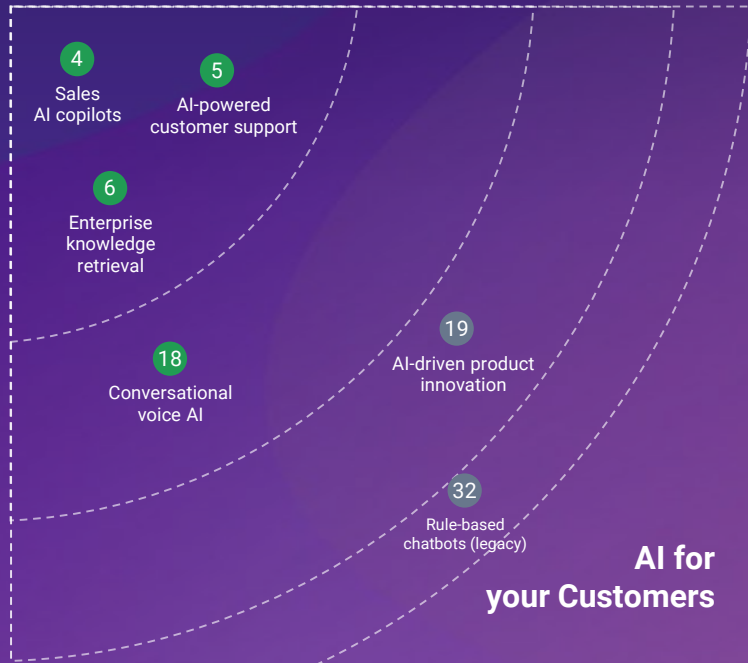 4
Sales
AI copilots
5
AI-powered
customer support
6
Enterprise
knowledge
retrieval
18
Conversational
voice AI
19
AI-driven product
innovation
32
Rule-based
chatbots (legacy)
AI for
your Customers